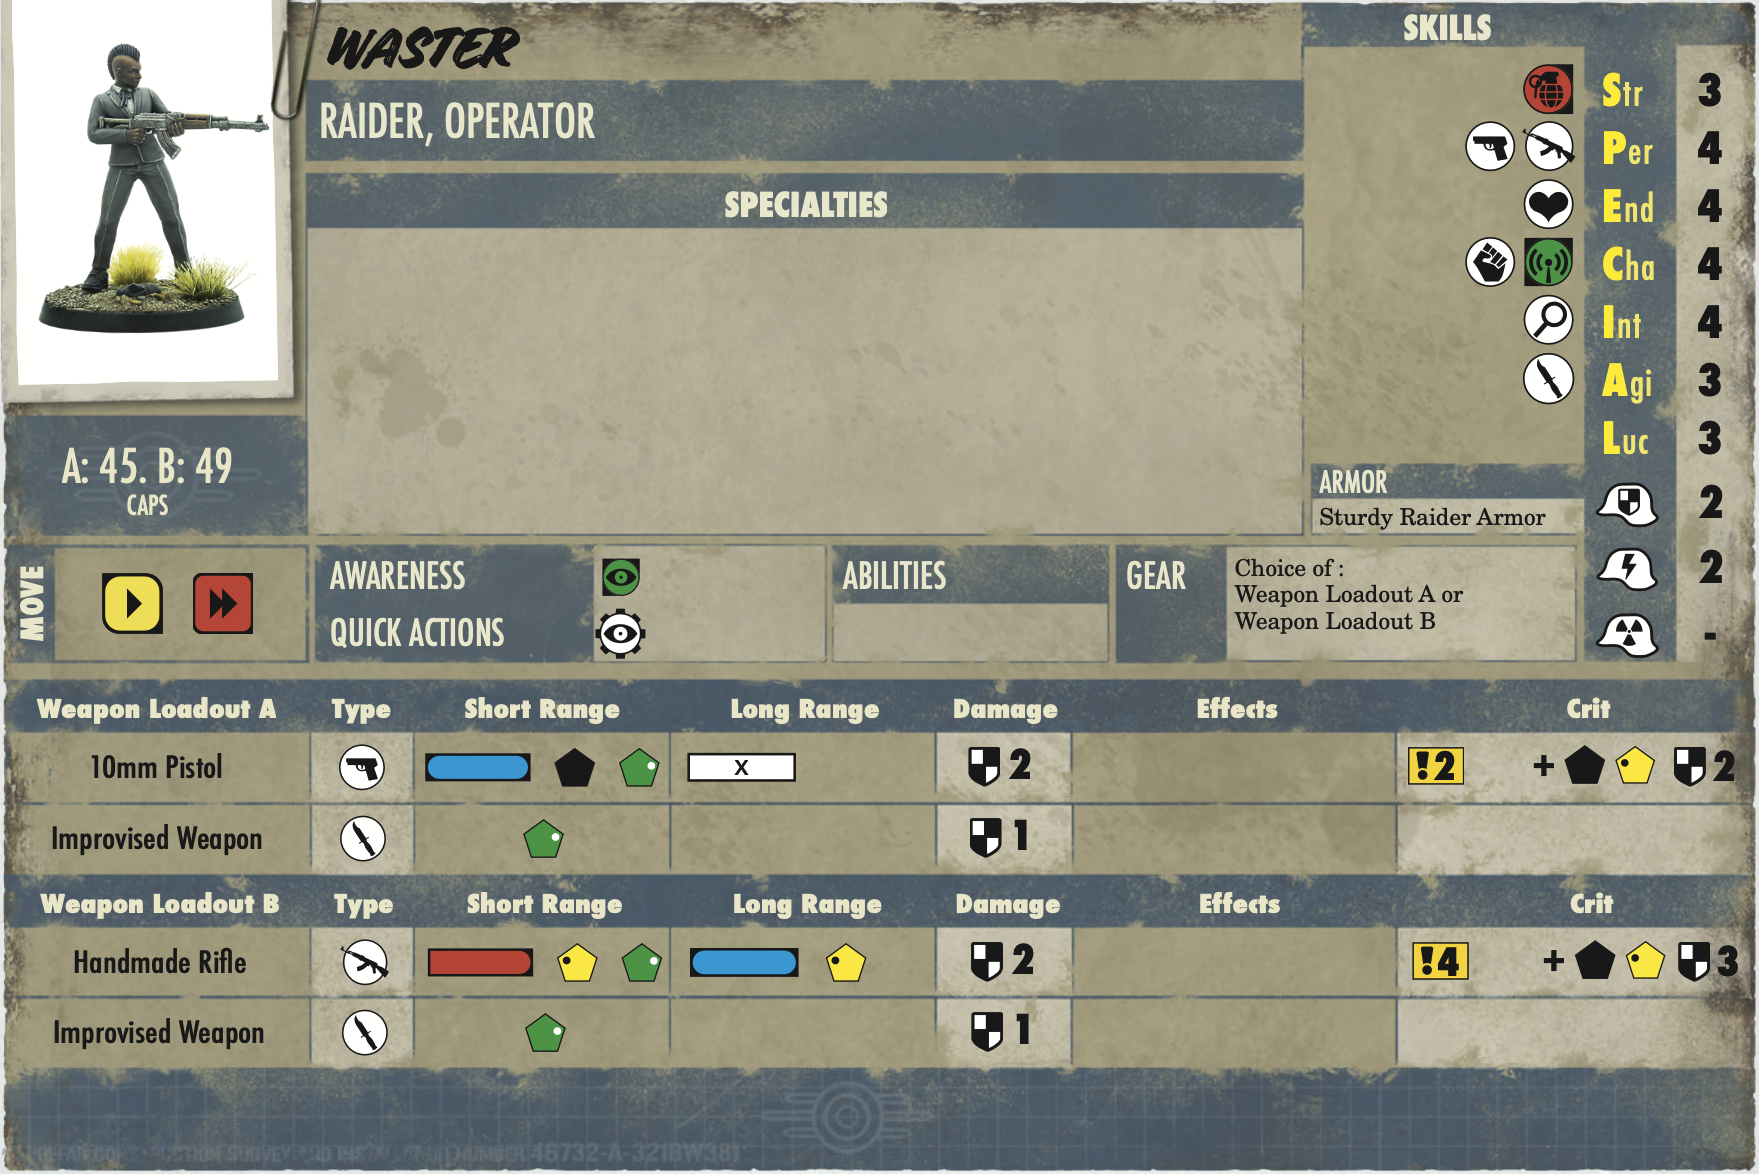 WASTER
RAIDER, OPERATOR
SPECIALTIES
SKILLS
Str 3
Per 4
End 4
Cha 4
Int 4
Agi 3
Luc 3
A: 45. B: 49
CAPS
ARMOR
Sturdy Raider Armor
2
2
-
MOVE
AWARENESS
QUICK ACTIONS
ABILITIES
GEAR
Choice of :
Weapon Loadout A or
Weapon Loadout B
Weapon Loadout A Type Short Range Long Range Damage Effects Crit
10mm Pistol X 2 !2 + 2
Improvised Weapon 1
Weapon Loadout B Type Short Range Long Range Damage Effects Crit
Handmade Rifle 2 !4 + 3
Improvised Weapon 1
NUMBER 46732-A-321BW381